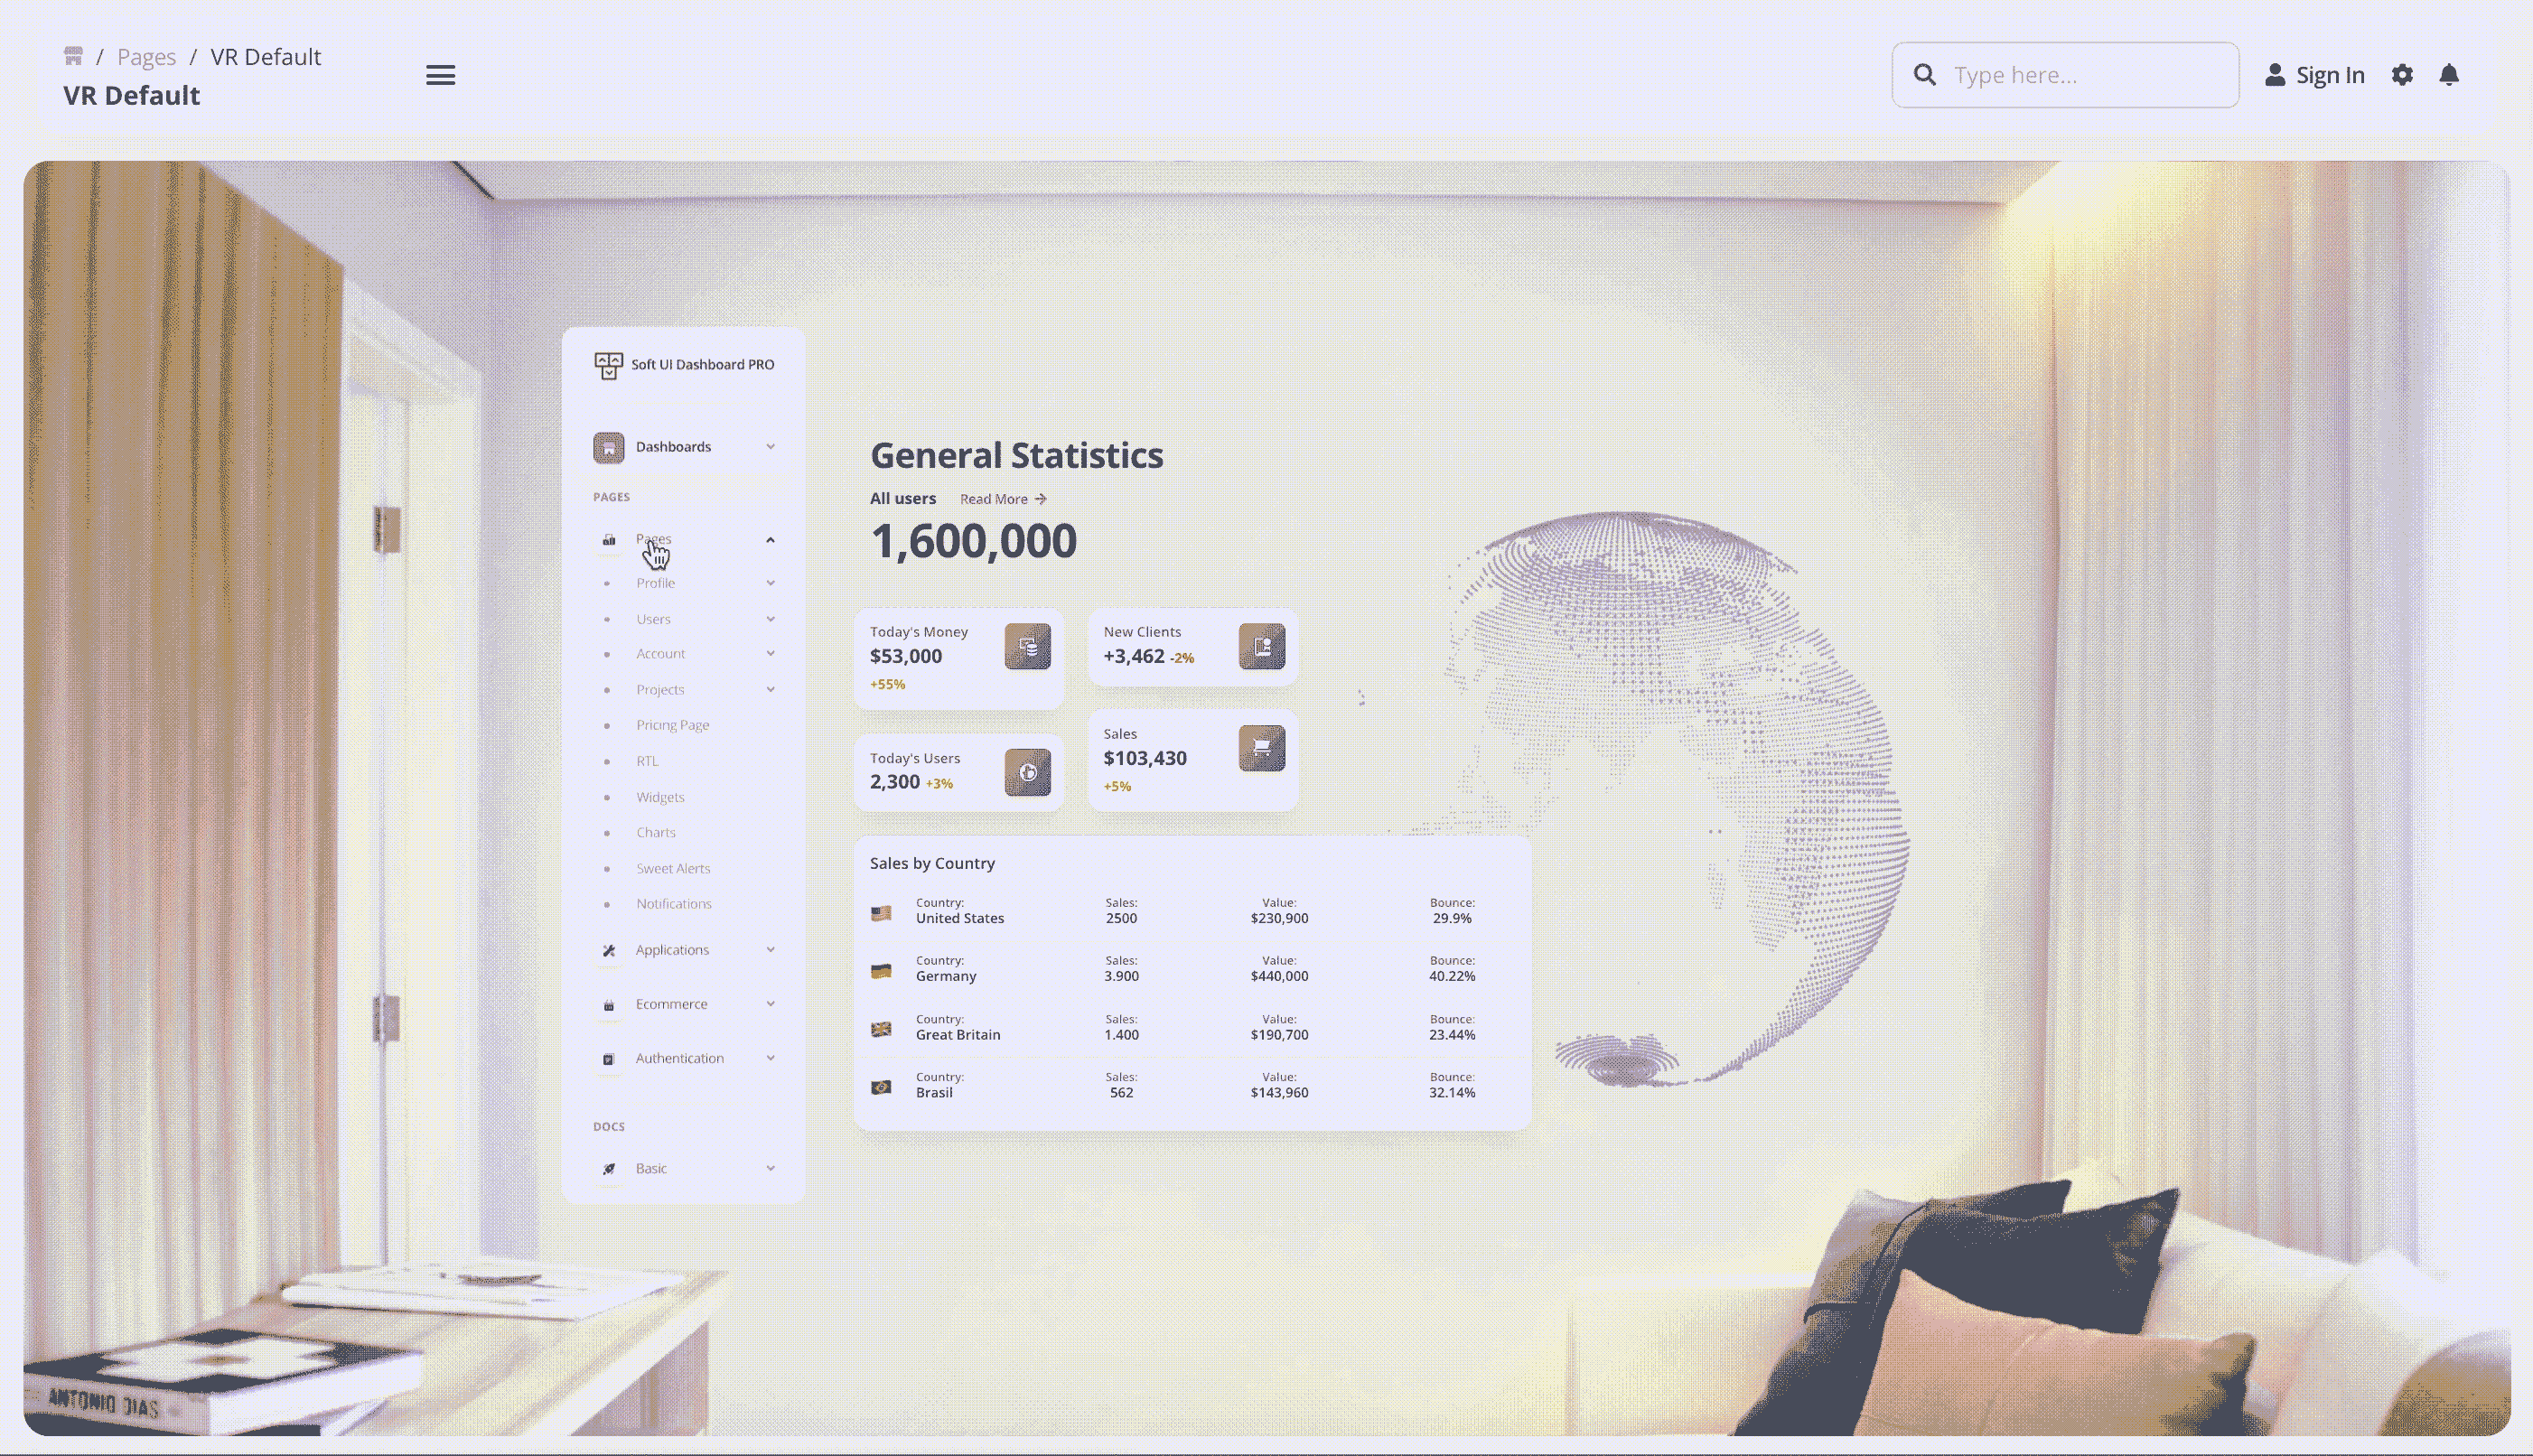 / Pages / VR Default
VR Default
Type here...
Sign In
Soft UI Dashboard PRO
Dashboards
PAGES
Pages
Profile
Users
Account
Projects
Pricing Page
RTL
Widgets
Charts
Sweet Alerts
Notifications
Applications
Ecommerce
Authentication
DOCS
Basic
General Statistics
All users Read More
1,600,000
Today's Money
$53,000
+55%
New Clients
+3,462 -2%
Today's Users
2,300 +3%
Sales
$103,430
+5%
Sales by Country
Country: Sales: Value: Bounce:
United States 2500 $230,900 29.9%
Country: Sales: Value: Bounce:
Germany 3.900 $440,000 40.22%
Country: Sales: Value: Bounce:
Great Britain 1.400 $190,700 23.44%
Country: Sales: Value: Bounce:
Brasil 562 $143,960 32.14%
ANTONIO DIAS